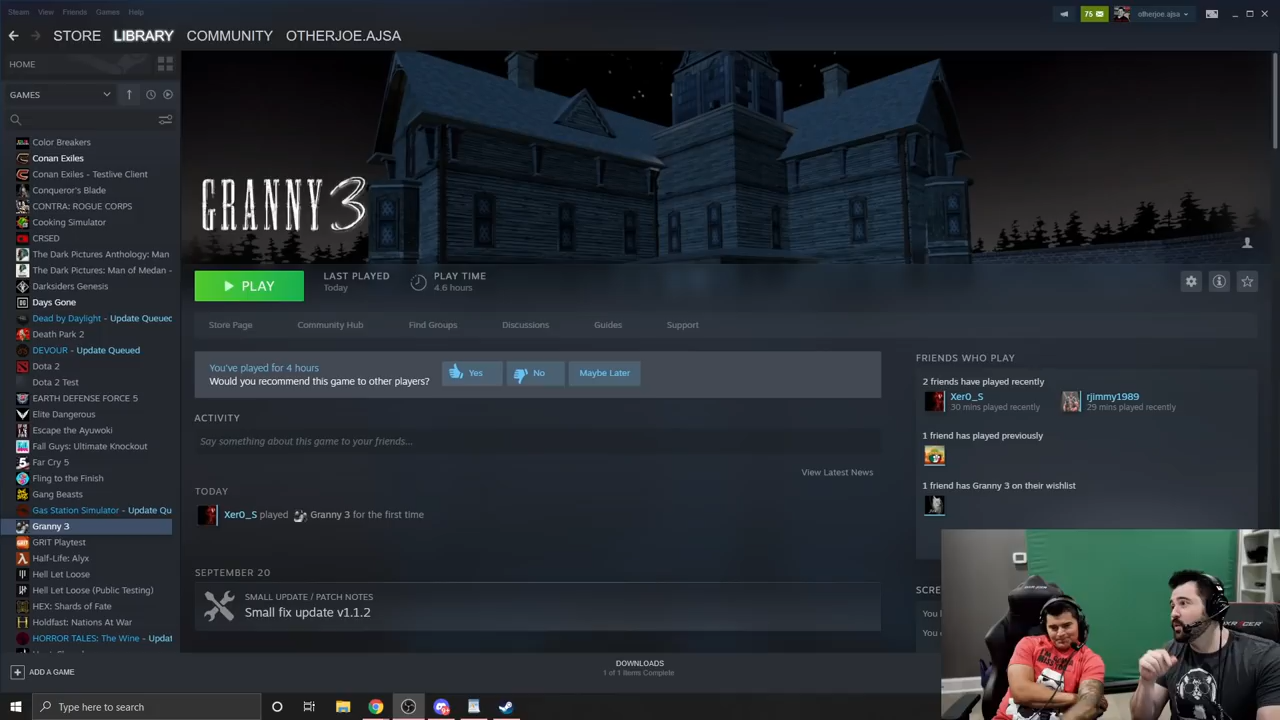 Steam View Friends Games Help
75
otherjoe.ajsa
STORE LIBRARY COMMUNITY OTHERJOE.AJSA
HOME
GAMES
Color Breakers
Conan Exiles
Conan Exiles - Testlive Client
Conqueror's Blade
CONTRA: ROGUE CORPS
Cooking Simulator
CRSED
The Dark Pictures Anthology: Man
The Dark Pictures: Man of Medan -
Darksiders Genesis
Days Gone
Dead by Daylight - Update Queued
Death Park 2
DEVOUR - Update Queued
Dota 2
Dota 2 Test
EARTH DEFENSE FORCE 5
Elite Dangerous
Escape the Ayuwoki
Fall Guys: Ultimate Knockout
Far Cry 5
Fling to the Finish
Gang Beasts
Gas Station Simulator - Update Qu
Granny 3
GRIT Playtest
Half-Life: Alyx
Hell Let Loose
Hell Let Loose (Public Testing)
HEX: Shards of Fate
Holdfast: Nations At War
HORROR TALES: The Wine - Updat
ADD A GAME
GRANNY 3
PLAY
LAST PLAYED
Today
PLAY TIME
4.6 hours
Store Page Community Hub Find Groups Discussions Guides Support
You've played for 4 hours
Would you recommend this game to other players?
Yes No Maybe Later
ACTIVITY
Say something about this game to your friends...
View Latest News
TODAY
Xer0_S played Granny 3 for the first time
SEPTEMBER 20
SMALL UPDATE / PATCH NOTES
Small fix update v1.1.2
FRIENDS WHO PLAY
2 friends have played recently
Xer0_S
30 mins played recently
rjimmy1989
29 mins played recently
1 friend has played previously
1 friend has Granny 3 on their wishlist
SCRE
You
You
DOWNLOADS
1 of 1 Items Complete
Type here to search